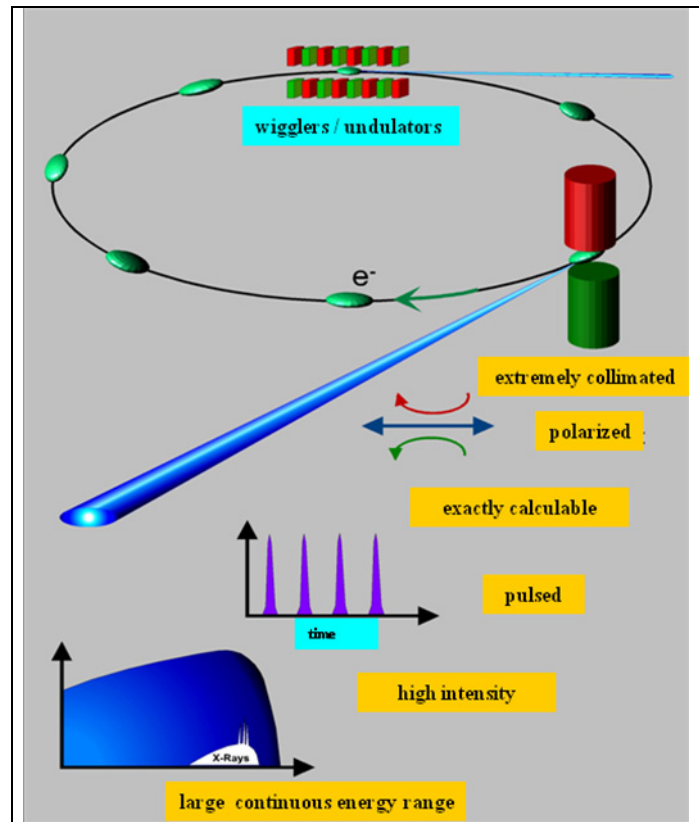 wigglers / undulators
e-
extremely collimated
polarized :
exactly calculable
pulsed
time
high intensity
X-Rays
large continuous energy range